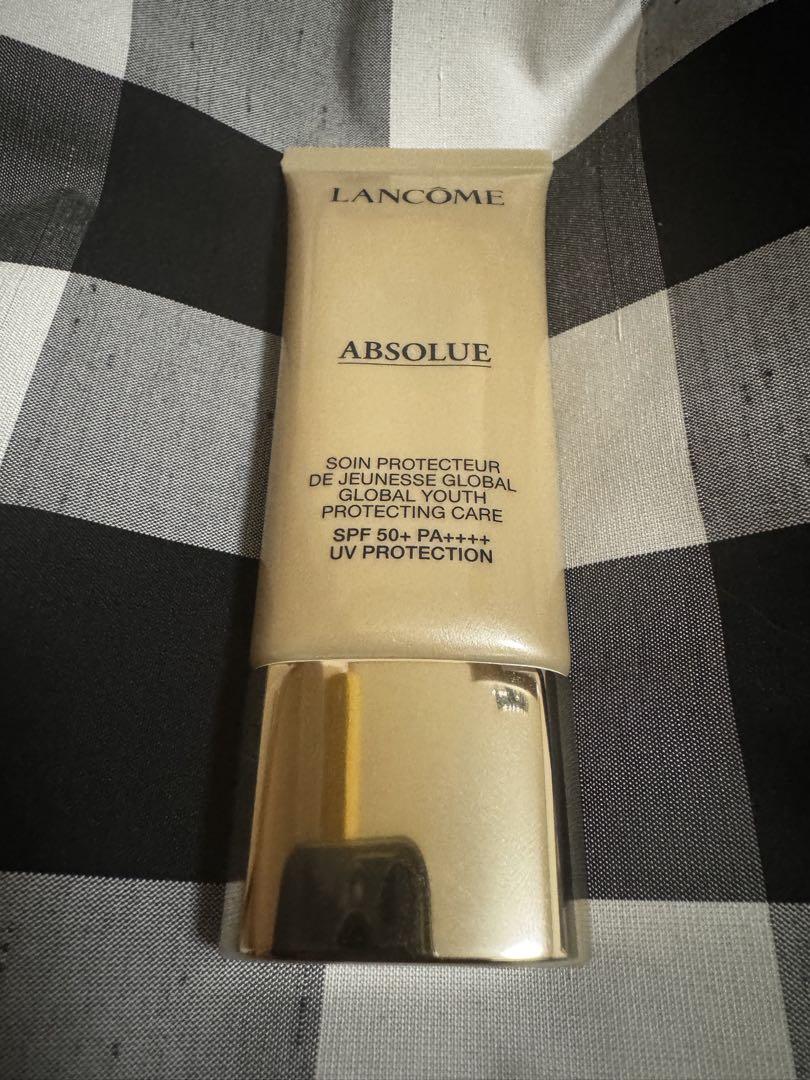 LANCÔME
ABSOLUE
SOIN PROTECTEUR
DE JEUNESSE GLOBAL
GLOBAL YOUTH
PROTECTING CARE
SPF 50+ PA++++
UV PROTECTION